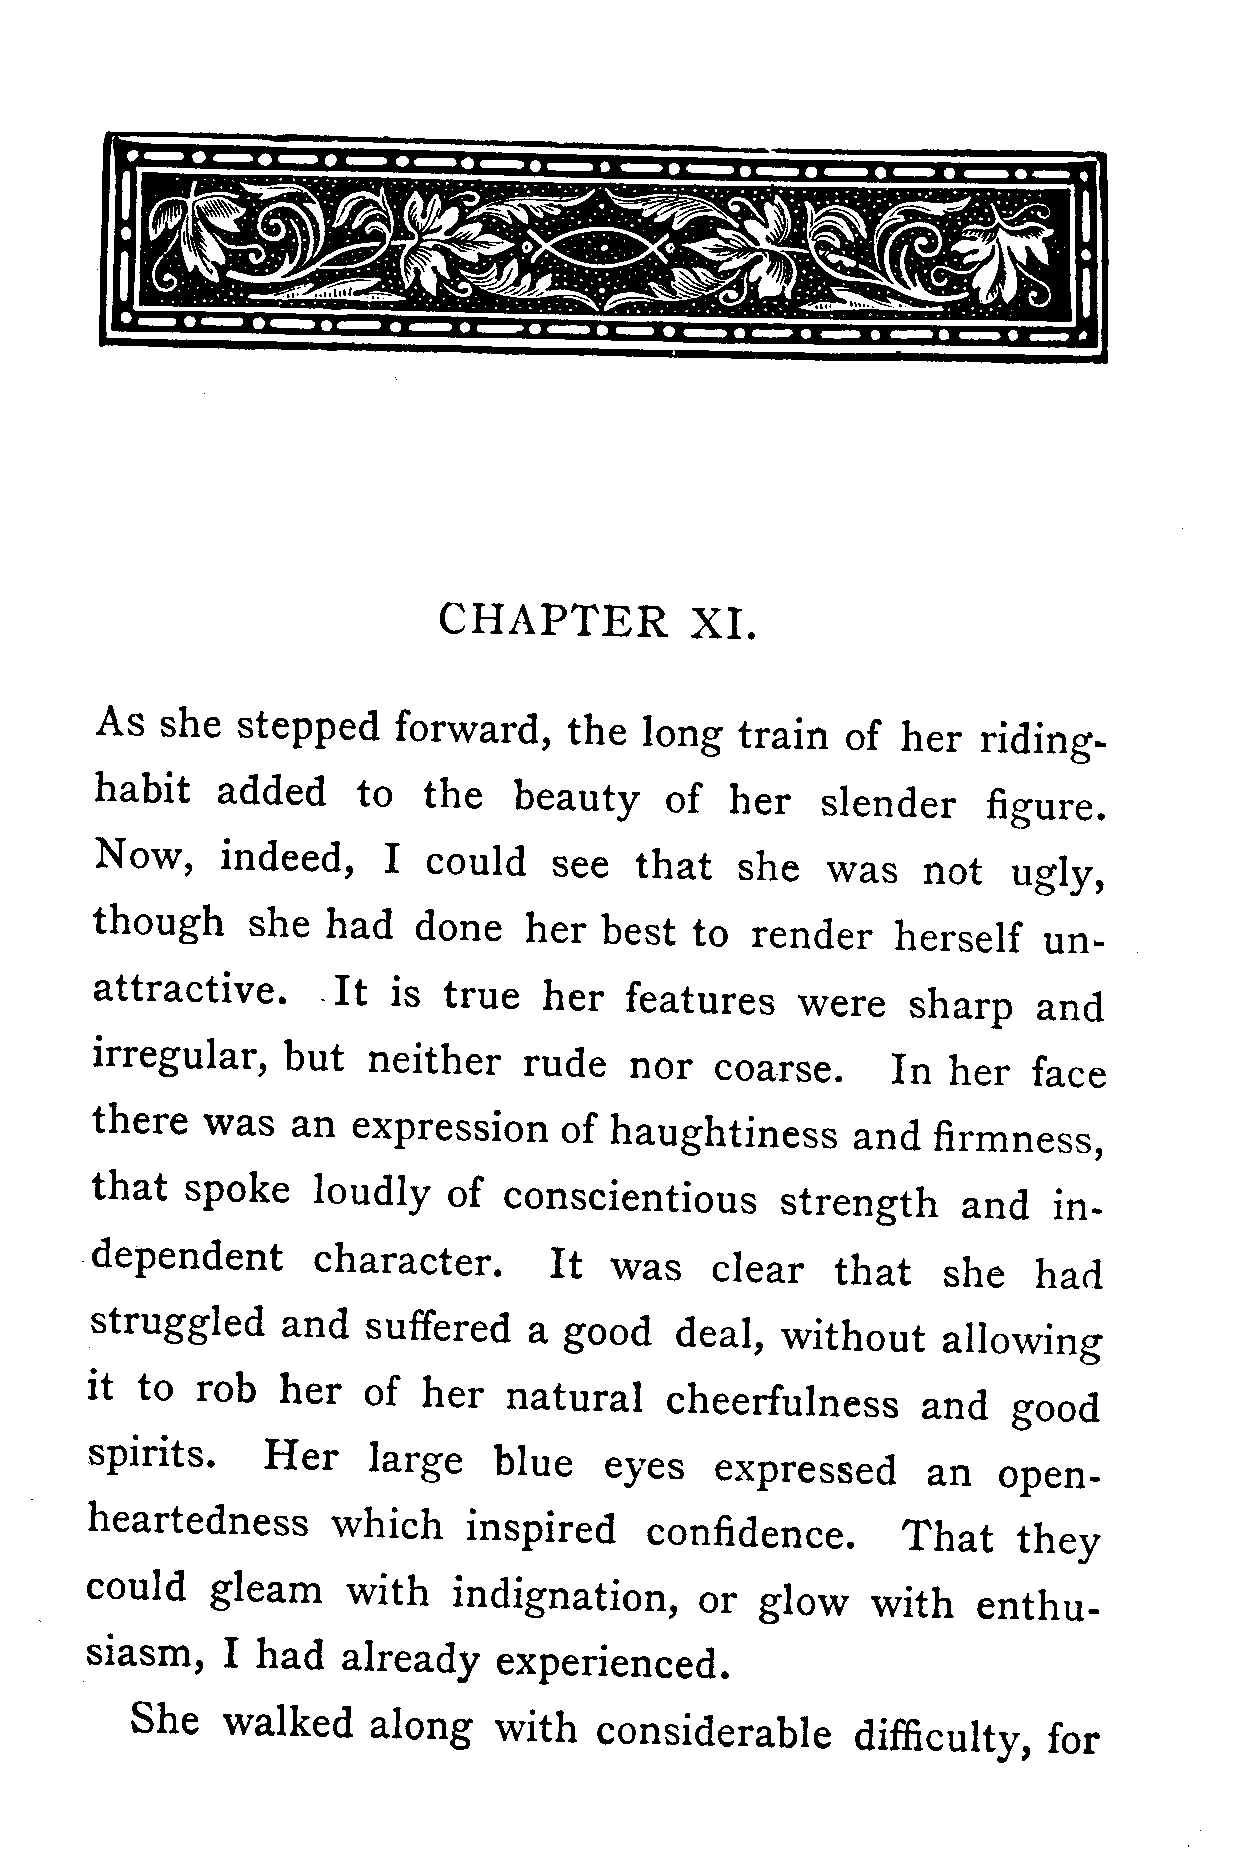 CHAPTER XI.
As she stepped forward, the long train of her riding-
habit added to the beauty of her slender figure.
Now, indeed, I could see that she was not ugly,
though she had done her best to render herself un-
attractive. It is true her features were sharp and
irregular, but neither rude nor coarse. In her face
there was an expression of haughtiness and firmness,
that spoke loudly of conscientious strength and in-
dependent character. It was clear that she had
struggled and suffered a good deal, without allowing
it to rob her of her natural cheerfulness and good
spirits. Her large blue eyes expressed an open-
heartedness which inspired confidence. That they
could gleam with indignation, or glow with enthu-
siasm, I had already experienced.
She walked along with considerable difficulty, for